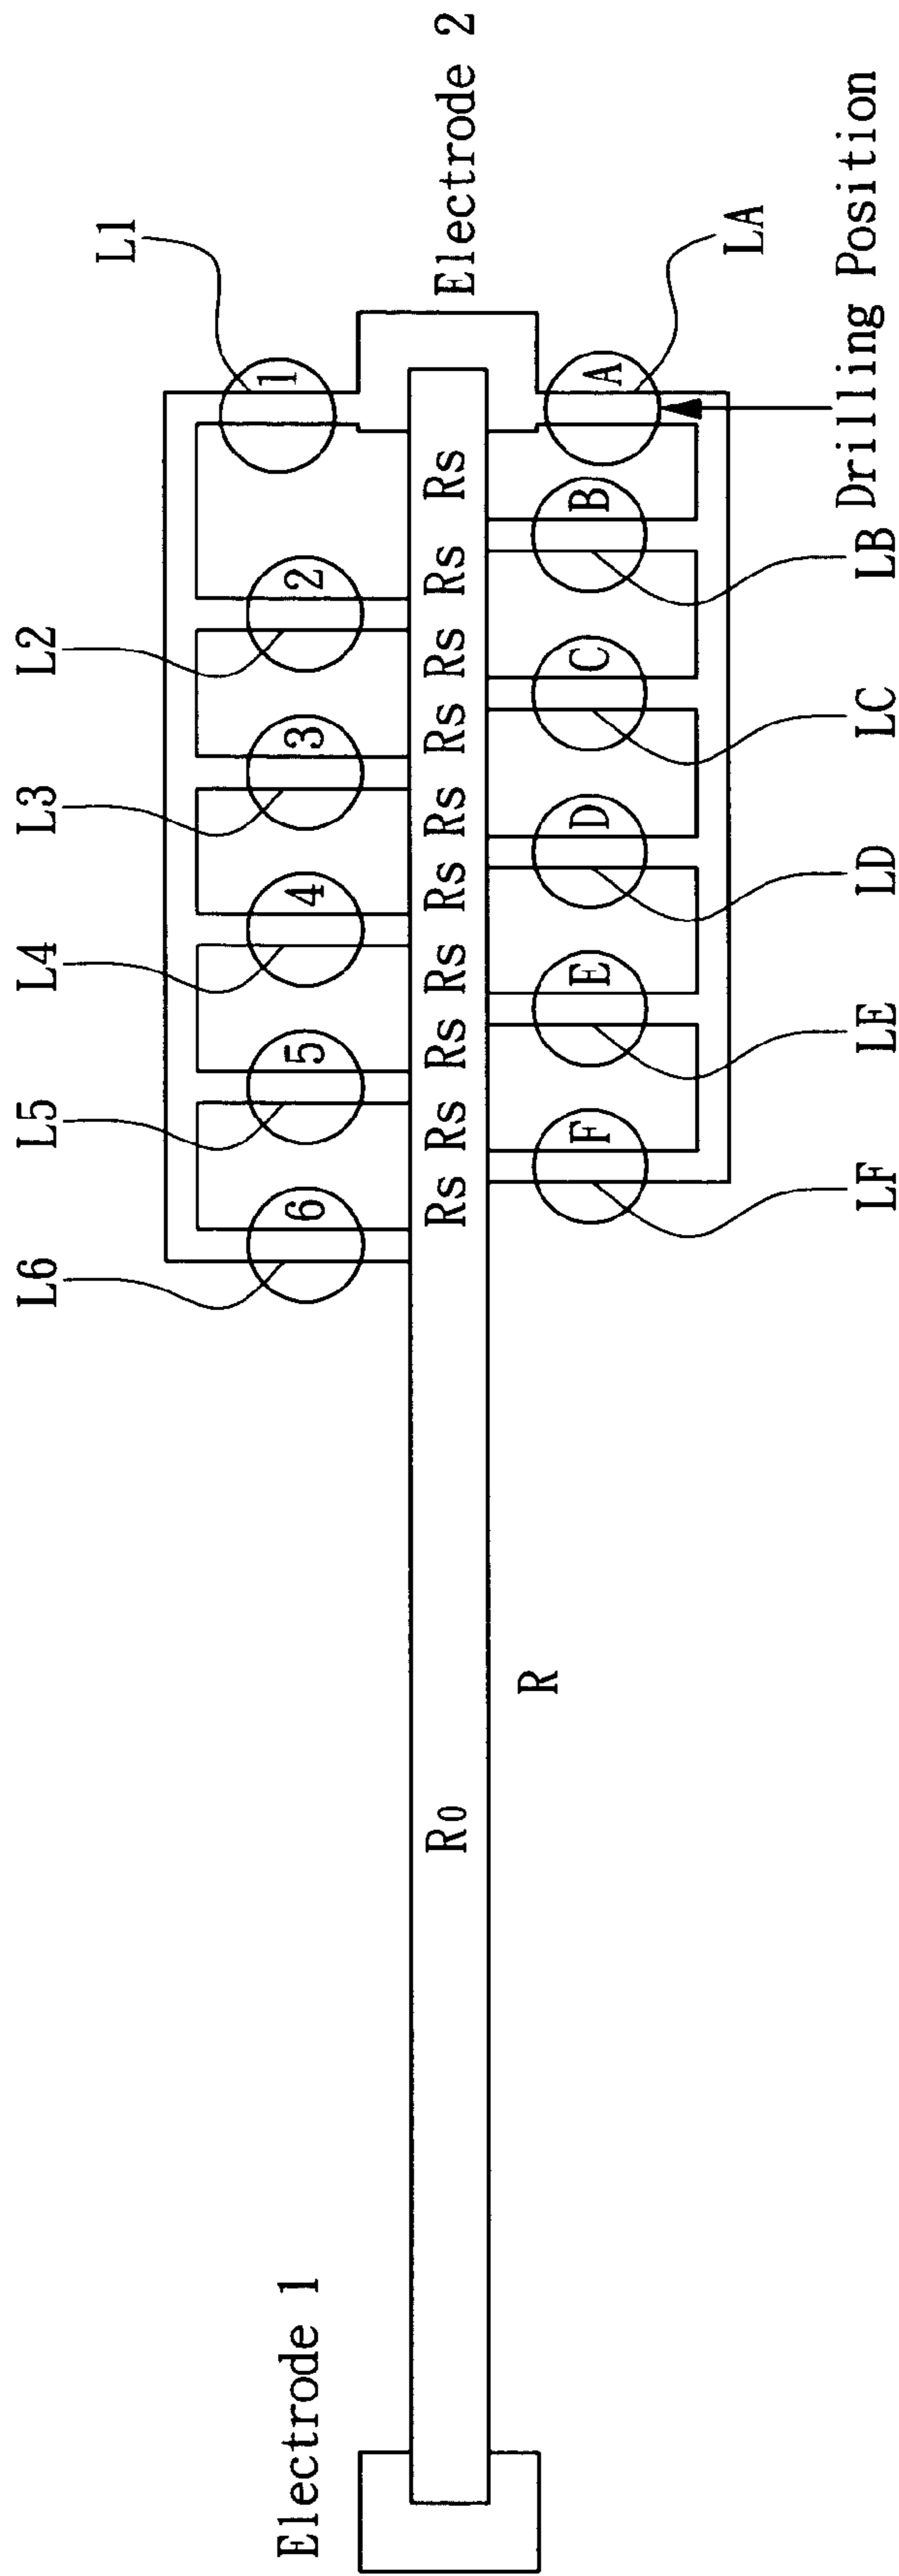 L6 L5 L4 L3 L2
L1
Electrode 1
6 5 4 3 2 1
R0 Rs Rs Rs Rs Rs Rs Rs Rs Rs Rs
Electrode 2
R
F E D C B A
LA
LF LE LD LC LB
Drilling Position